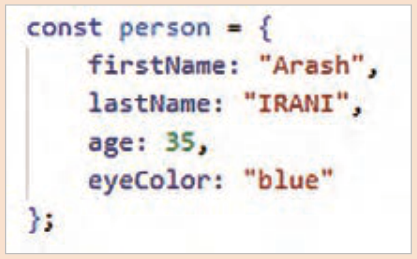 const person = {
firstName: "Arash",
lastName: "IRANI",
age: 35,
eyeColor: "blue"
};